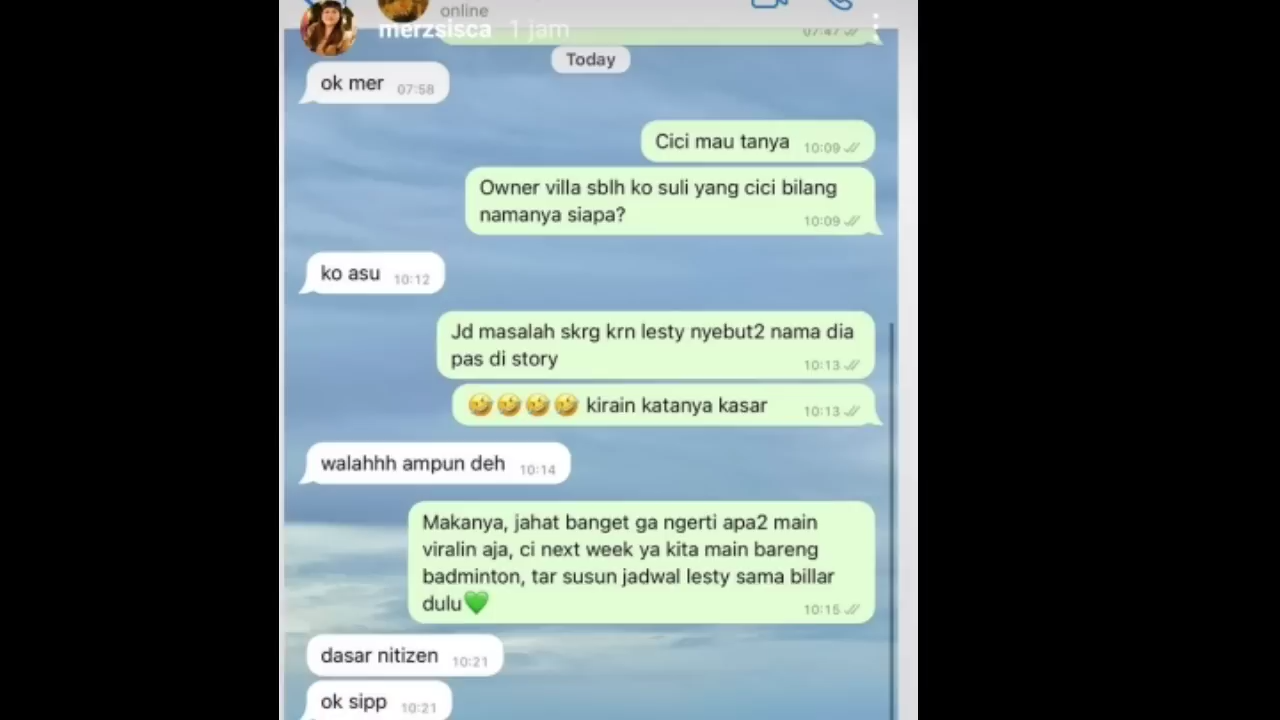 online
merzsisca 1 jam
07:47
Today
ok mer 07:58
Cici mau tanya 10:09
Owner villa sblh ko suli yang cici bilang
namanya siapa? 10:09
ko asu 10:12
Jd masalah skrg krn lesty nyebut2 nama dia
pas di story 10:13
🤣🤣🤣🤣 kirain katanya kasar 10:13
walahhh ampun deh 10:14
Makanya, jahat banget ga ngerti apa2 main
viralin aja, ci next week ya kita main bareng
badminton, tar susun jadwal lesty sama billar
dulu💚 10:15
dasar nitizen 10:21
ok sipp 10:21